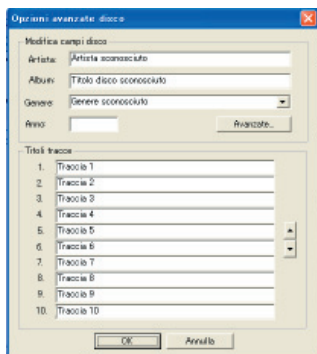 Opzioni avanzate disco
Modifica campi disco
Artista: Artista sconosciuto
Album: Titolo disco sconosciuto
Genere: Genere sconosciuto
Anno: Avanzate...
Titoli tracce
1. Traccia 1
2. Traccia 2
3. Traccia 3
4. Traccia 4
5. Traccia 5
6. Traccia 6
7. Traccia 7
8. Traccia 8
9. Traccia 9
10. Traccia 10
OK Annulla